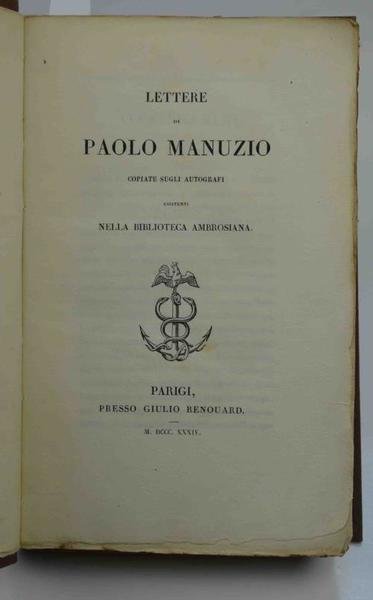 LETTERE
DI
PAOLO MANUZIO
COPIATE SUGLI AUTOGRAFI
ESISTENTI
NELLA BIBLIOTECA AMBROSIANA.
PARIGI,
PRESSO GIULIO RENOUARD.
M. DCCC. XXXIV.